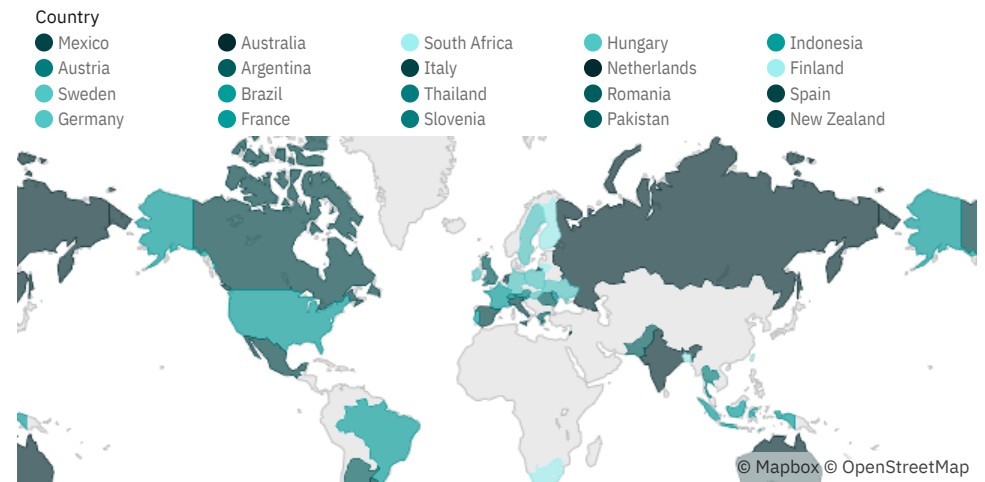 Country
Mexico Australia South Africa Hungary Indonesia
Austria Argentina Italy Netherlands Finland
Sweden Brazil Thailand Romania Spain
Germany France Slovenia Pakistan New Zealand
© Mapbox © OpenStreetMap